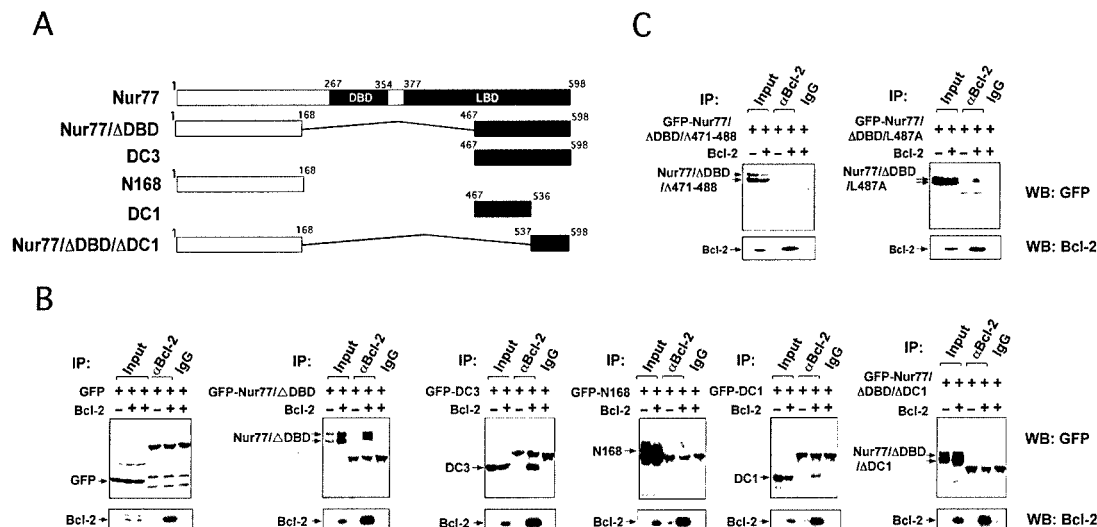 A
1 267 354 377 598
Nur77 DBD LBD
1 168 467 598
Nur77/ΔDBD
467 598
DC3
1 168
N168
467 536
DC1
1 168 537 598
Nur77/ΔDBD/ΔDC1
C
IP: Input αBcl-2 IgG
GFP-Nur77/
ΔDBD/Δ471-488 + + + + +
Bcl-2 - + - + +
Nur77/ΔDBD
/Δ471-488
Bcl-2
IP: Input αBcl-2 IgG
GFP-Nur77/
ΔDBD/L487A + + + + +
Bcl-2 - + - + +
Nur77/ΔDBD
/L487A
WB: GFP
Bcl-2
WB: Bcl-2
B
IP: Input αBcl-2 IgG
GFP + + + + +
Bcl-2 - + + + +
GFP
Bcl-2
IP: Input αBcl-2 IgG
GFP-Nur77/△DBD + + + + +
Bcl-2 - + - + +
Nur77/△DBD
Bcl-2
IP: Input αBcl-2 IgG
GFP-DC3 + + + + +
Bcl-2 - + - + +
DC3
Bcl-2
IP: Input αBcl-2 IgG
GFP-N168 + + + + +
Bcl-2 - + - + +
N168
Bcl-2
IP: Input αBcl-2 IgG
GFP-DC1 + + + + +
Bcl-2 - + - + +
DC1
Bcl-2
IP: Input αBcl-2 IgG
GFP-Nur77/
ΔDBD/ΔDC1 + + + + +
Bcl-2 - + - + +
Nur77/ΔDBD
/ΔDC1
WB: GFP
Bcl-2
WB: Bcl-2